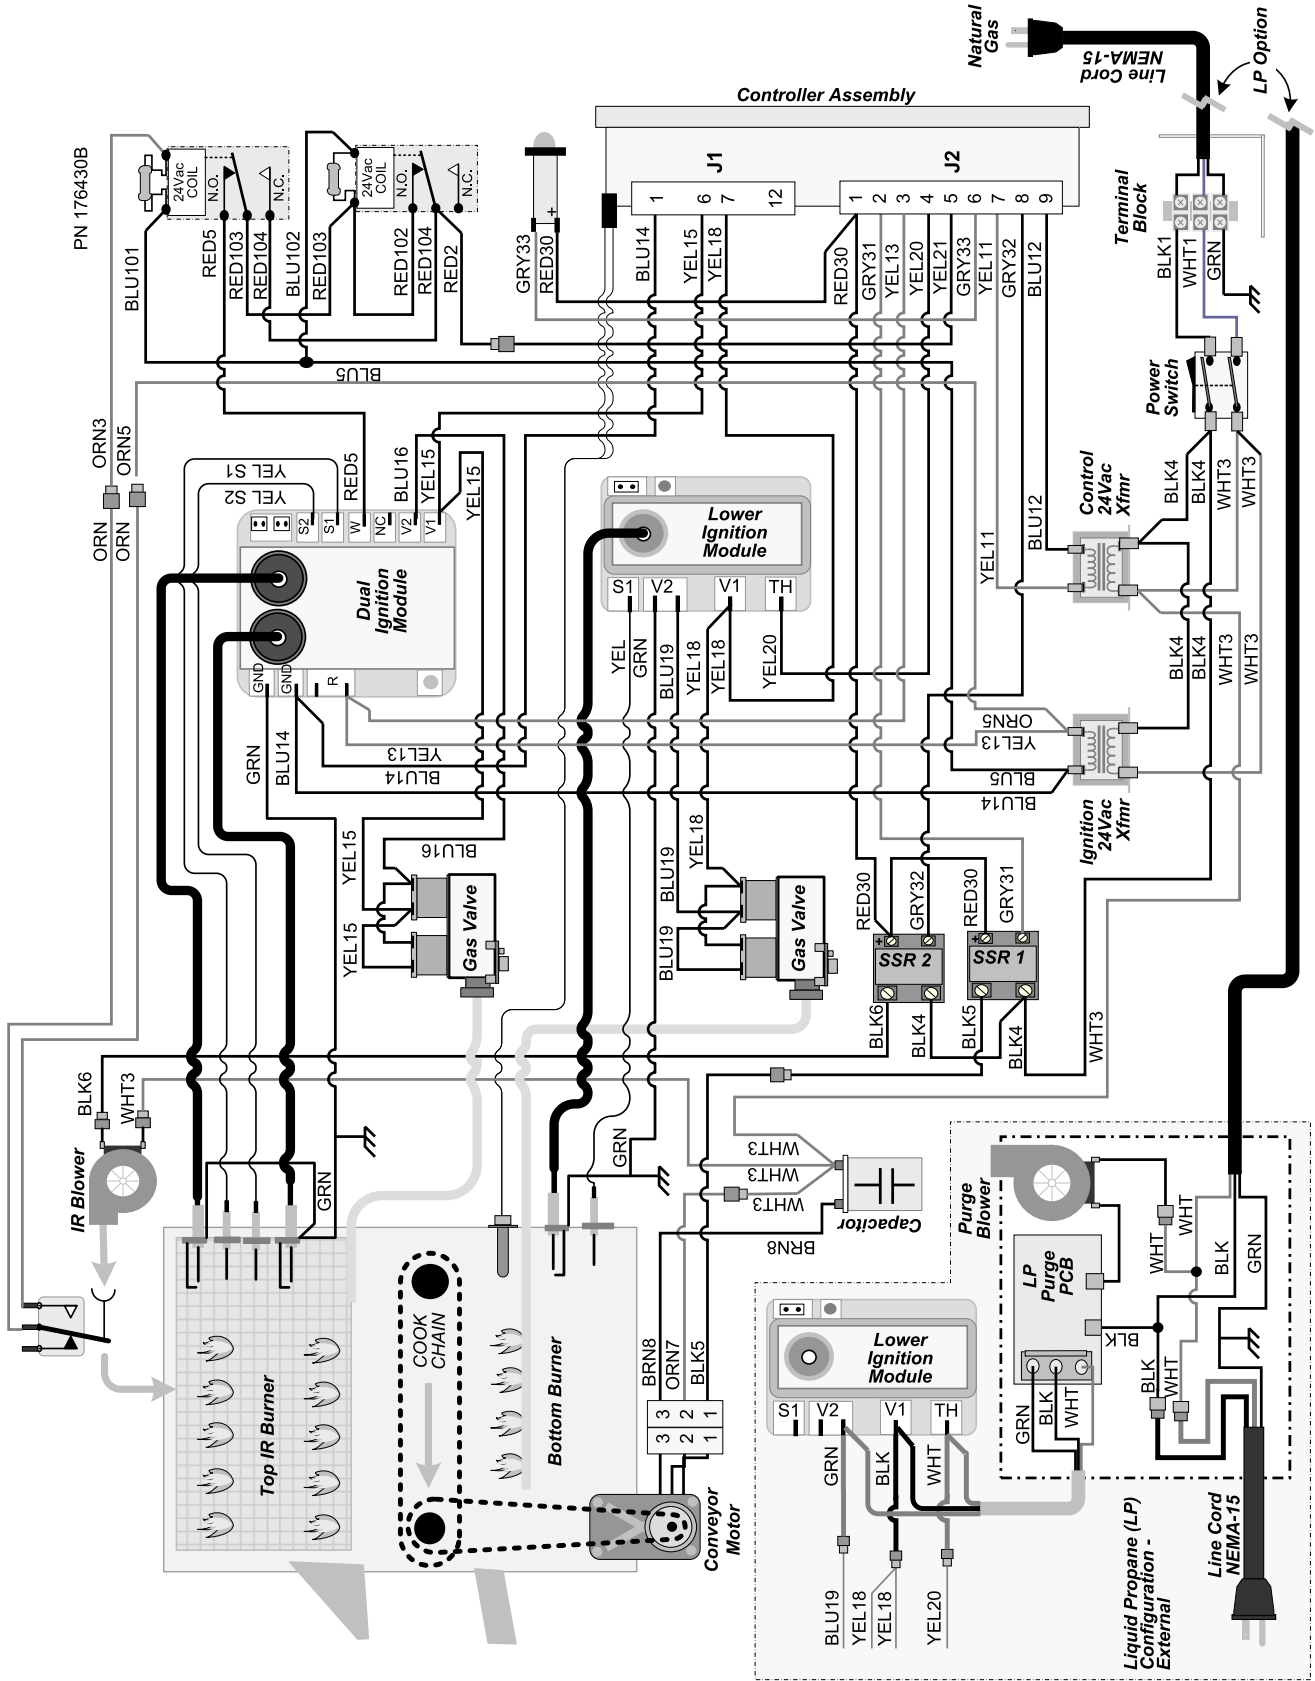 PN 176430B
24Vac
COIL
N.O.
N.C.
24Vac
COIL
N.O.
N.C.
BLU101
RED5
RED103
RED104
BLU102
RED103
RED102
RED104
RED2
GRY33
RED30
+
BLU5
ORN3
ORN5
ORN
ORN
Controller Assembly
J1
1
6
7
12
J2
1
2
3
4
5
6
7
8
9
BLU14
YEL15
YEL18
RED30
GRY31
YEL13
YEL20
YEL21
GRY33
YEL11
GRY32
BLU12
Natural
Gas
Line Cord
NEMA-15
LP Option
Terminal
Block
BLK1
WHT1
GRN
Power
Switch
BLK4
BLK4
WHT3
WHT3
Control
24Vac
Xfmr
YEL11
BLU12
BLK4
BLK4
WHT3
WHT3
Ignition
24Vac
Xfmr
ORN5
YEL13
BLU5
BLU14
YEL S1
YEL S2
RED5
BLU16
YEL15
YEL15
S2
S1
W
NC
V2
V1
Dual
Ignition
Module
GND
GND
R
GRN
BLU14
YEL13
BLU14
Lower
Ignition
Module
S1
V2
V1
TH
YEL
GRN
BLU19
YEL18
YEL18
YEL20
YEL15
YEL15
BLU16
Gas Valve
BLU19
BLU19
YEL18
Gas Valve
RED30
GRY32
RED30
GRY31
+
SSR 2
+
SSR 1
BLK6
BLK4
BLK5
BLK4
WHT3
BLK6
WHT3
IR Blower
GRN
GRN
WHT3
WHT3
WHT3
BRN8
Capacitor
Top IR Burner
COOK
CHAIN
Bottom Burner
BRN8
ORN7
BLK5
3
2
1
3
2
1
Conveyor
Motor
Purge
Blower
LP
Purge
PCB
WHT
WHT
BLK
GRN
BLK
BLK
WHT
GRN
BLK
WHT
Lower
Ignition
Module
S1
V2
V1
TH
GRN
BLK
WHT
BLU19
YEL18
YEL18
YEL20
Liquid Propane (LP)
Configuration -
External
Line Cord
NEMA-15